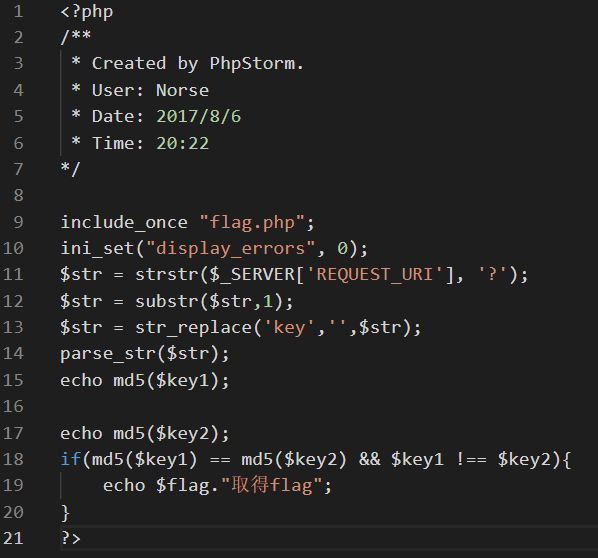 1 <?php
2 /**
3  * Created by PhpStorm.
4  * User: Norse
5  * Date: 2017/8/6
6  * Time: 20:22
7 */
8
9 include_once "flag.php";
10 ini_set("display_errors", 0);
11 $str = strstr($_SERVER['REQUEST_URI'], '?');
12 $str = substr($str,1);
13 $str = str_replace('key','',$str);
14 parse_str($str);
15 echo md5($key1);
16
17 echo md5($key2);
18 if(md5($key1) == md5($key2) && $key1 !== $key2){
19     echo $flag."取得flag";
20 }
21 ?>